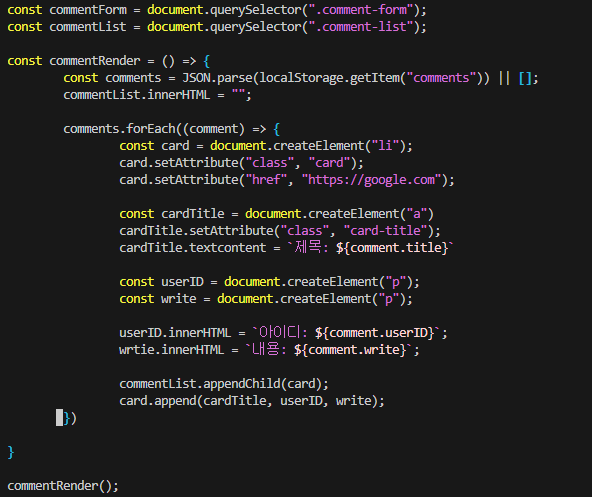 const commentForm = document.querySelector(".comment-form");
const commentList = document.querySelector(".comment-list");
const commentRender = () => {
const comments = JSON.parse(localStorage.getItem("comments")) || [];
commentList.innerHTML = "";
comments.forEach((comment) => {
const card = document.createElement("li");
card.setAttribute("class", "card");
card.setAttribute("href", "https://google.com");
const cardTitle = document.createElement("a")
cardTitle.setAttribute("class", "card-title");
cardTitle.textcontent = `제목: ${comment.title}`
const userID = document.createElement("p");
const write = document.createElement("p");
userID.innerHTML = `아이디: ${comment.userID}`;
wrtie.innerHTML = `내용: ${comment.write}`;
commentList.appendChild(card);
card.append(cardTitle, userID, write);
})
}
commentRender();